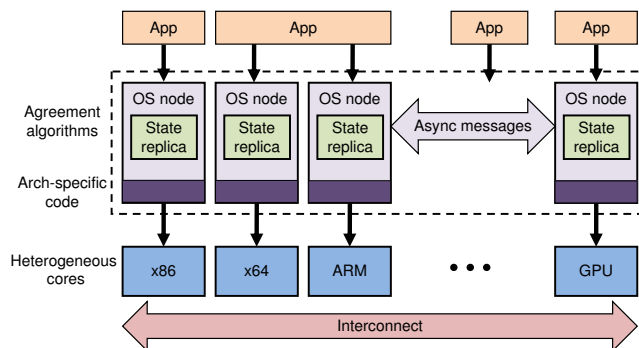 App
App
App
App
Agreement
algorithms
OS node
OS node
OS node
OS node
State
replica
State
replica
State
replica
State
replica
Async messages
Arch-specific
code
Heterogeneous
cores
x86
x64
ARM
GPU
Interconnect